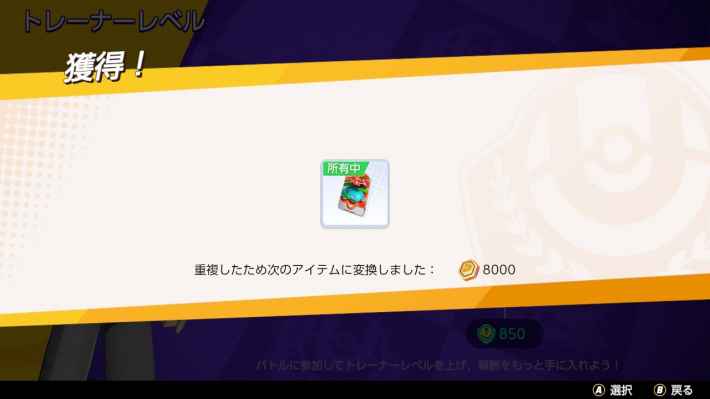 トレーナーレベル
獲得！
所有中
重複したため次のアイテムに変換しました： 8000
850
バトルに参加してトレーナーレベルを上げ、報酬をもっと手に入れよう！
A 選択 B 戻る